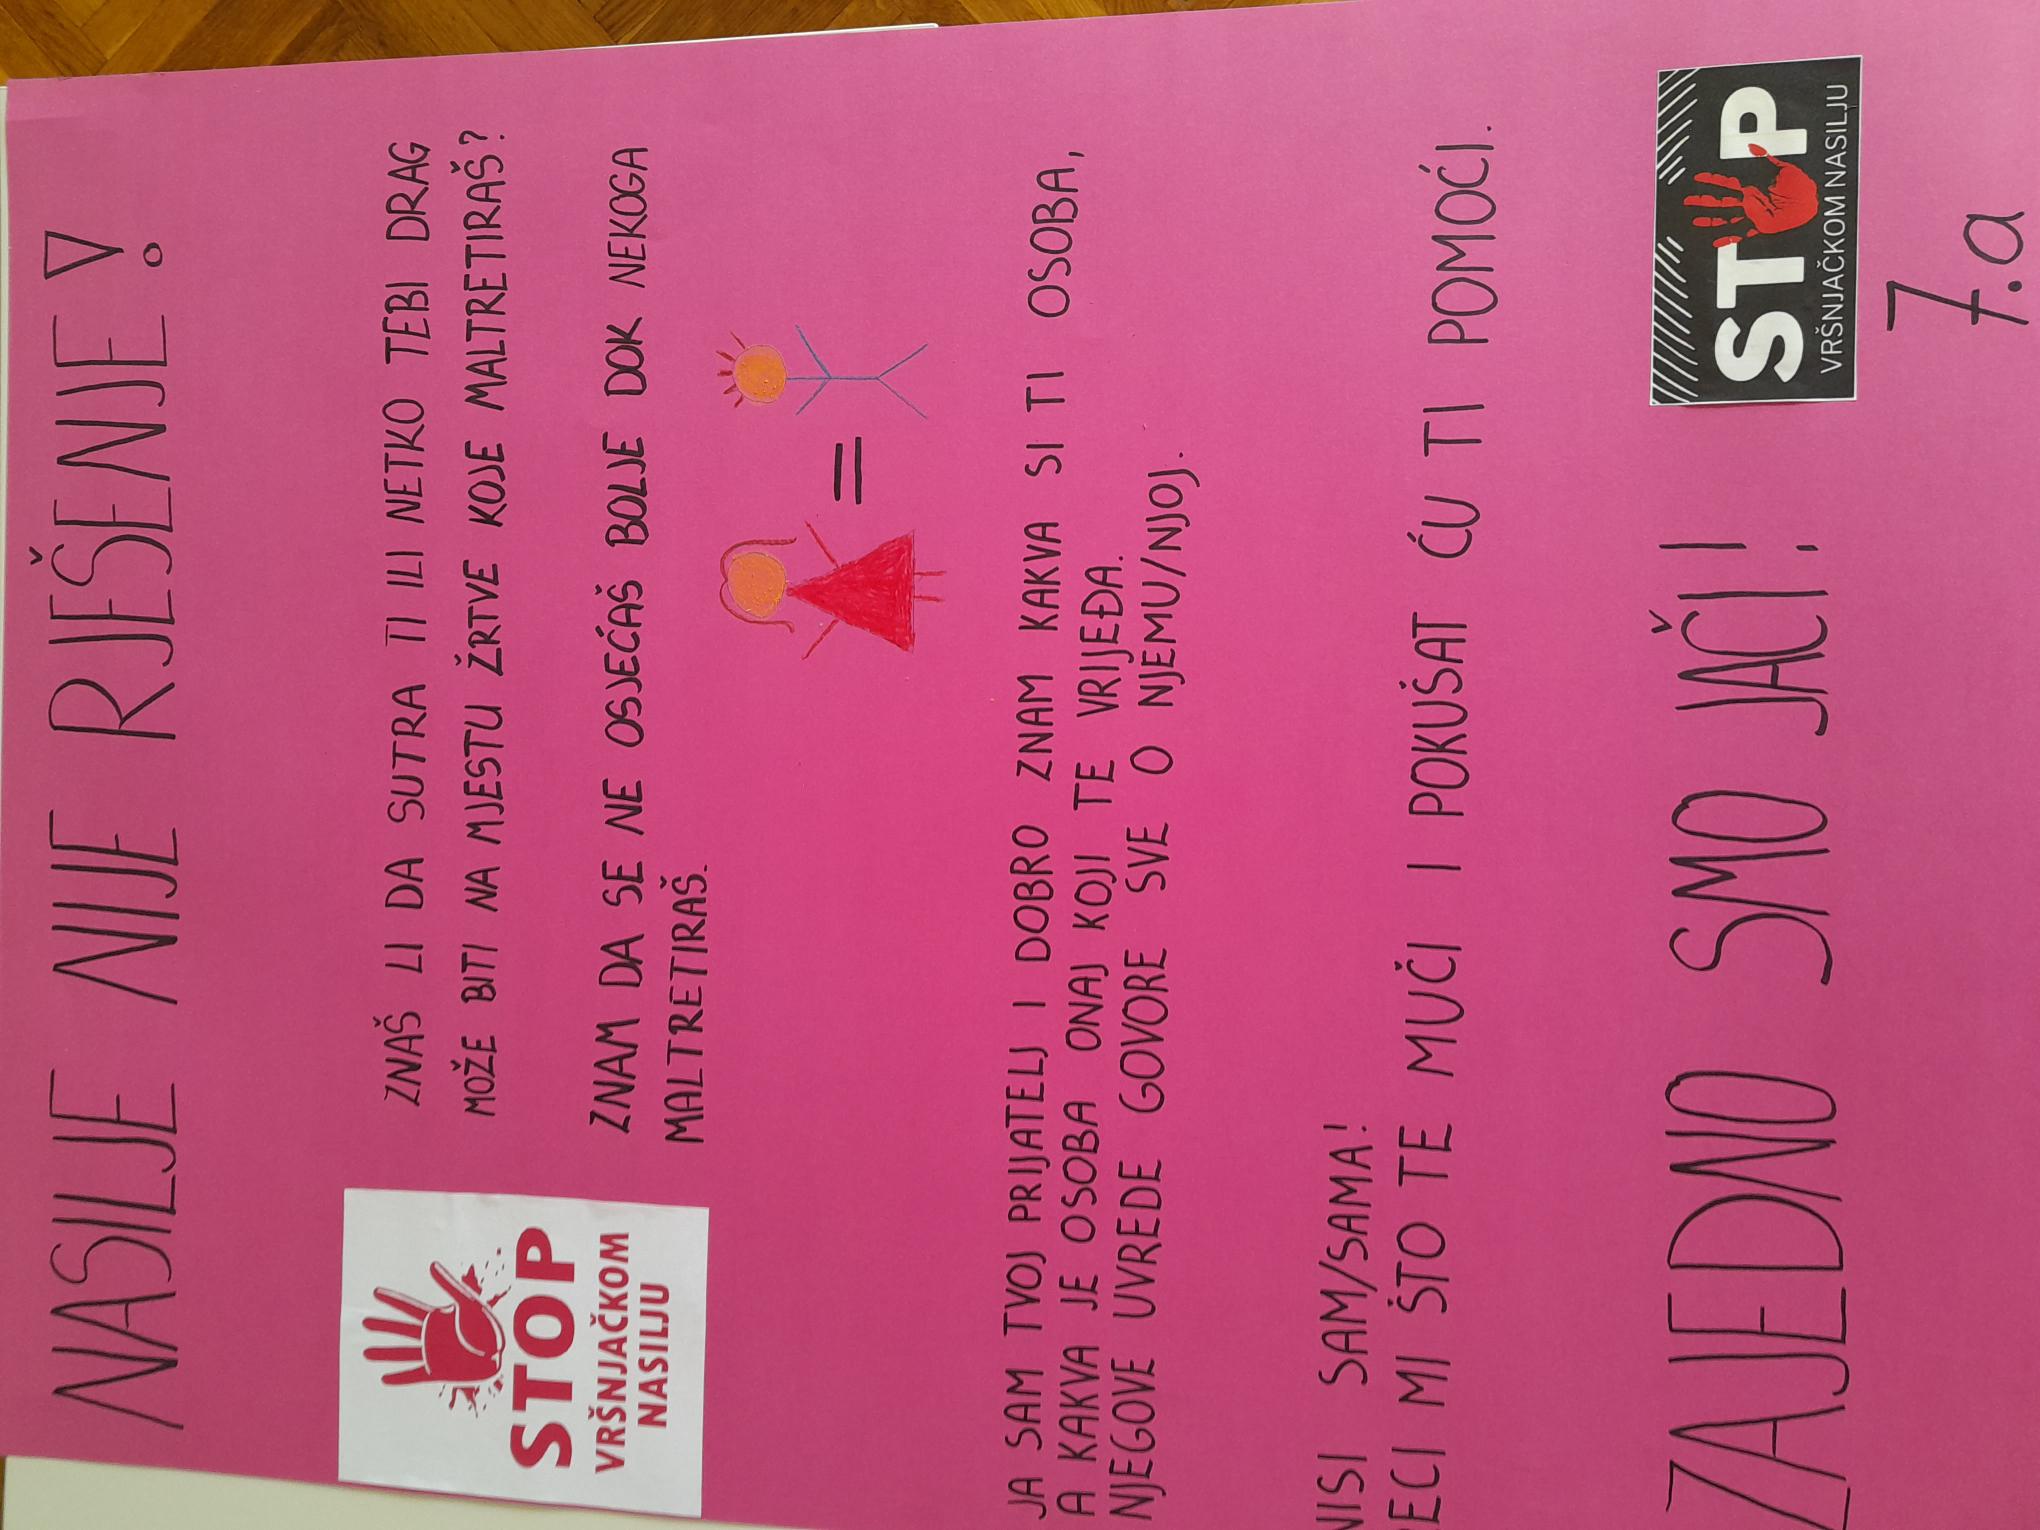 NASILJE NIJE RJEŠENJE!
ZNAŠ LI DA SUTRA TI ILI NETKO TEBI DRAG
MOŽE BITI NA MJESTU ŽRTVE KOJE MALTRETIRAŠ?
STOP
VRŠNJAČKOM
NASILJU
ZNAM DA SE NE OSJEĆAŠ BOLJE DOK NEKOGA
MALTRETIRAŠ.
=
JA SAM TVOJ PRIJATELJ I DOBRO ZNAM KAKVA SI TI OSOBA,
A KAKVA JE OSOBA ONAJ KOJI TE VRIJEĐA.
NJEGOVE UVREDE GOVORE SVE O NJEMU/NJOJ.
NISI SAM/SAMA!
RECI MI ŠTO TE MUČI I POKUŠAT ĆU TI POMOĆI.
ZAJEDNO SMO JAČI!
STOP
VRŠNJAČKOM NASILJU
7.a